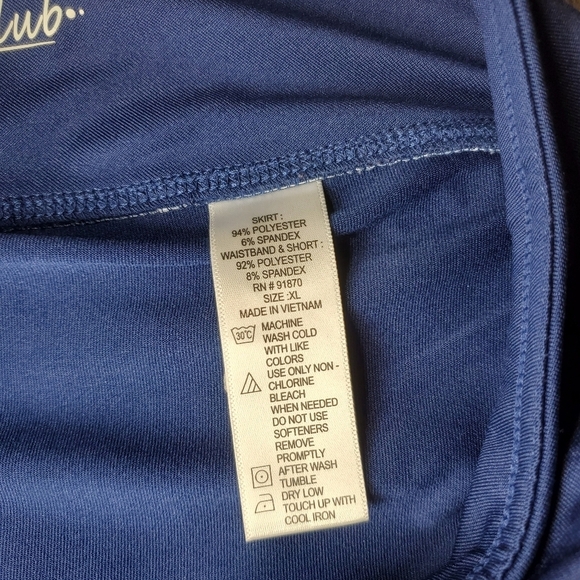 SKIRT :
94% POLYESTER
6% SPANDEX
WAISTBAND & SHORT :
92% POLYESTER
8% SPANDEX
RN # 91870
SIZE :XL
MADE IN VIETNAM
30°C MACHINE
WASH COLD
WITH LIKE
COLORS
USE ONLY NON -
CHLORINE
BLEACH
WHEN NEEDED
DO NOT USE
SOFTENERS
REMOVE
PROMPTLY
AFTER WASH
TUMBLE
DRY LOW
TOUCH UP WITH
COOL IRON